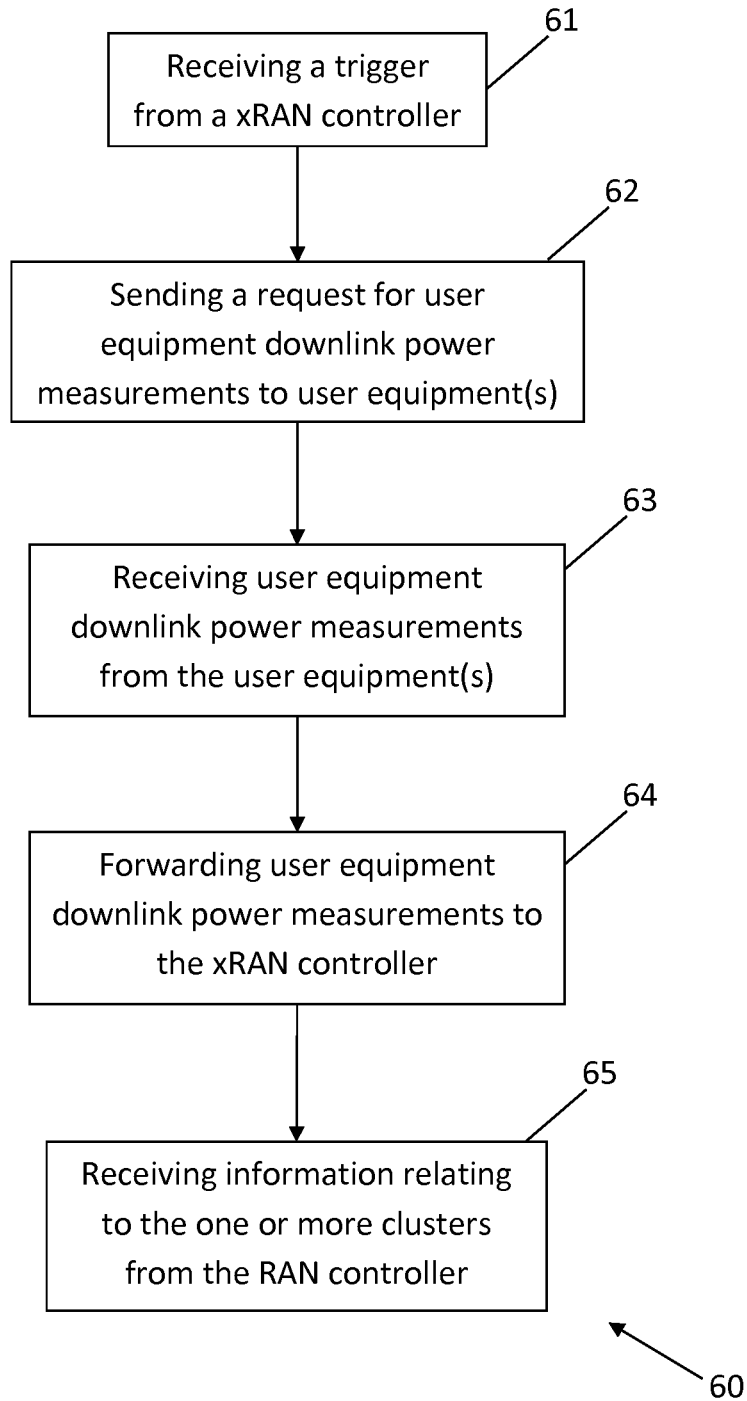 61
Receiving a trigger
from a xRAN controller
62
Sending a request for user
equipment downlink power
measurements to user equipment(s)
63
Receiving user equipment
downlink power measurements
from the user equipment(s)
64
Forwarding user equipment
downlink power measurements to
the xRAN controller
65
Receiving information relating
to the one or more clusters
from the RAN controller
60